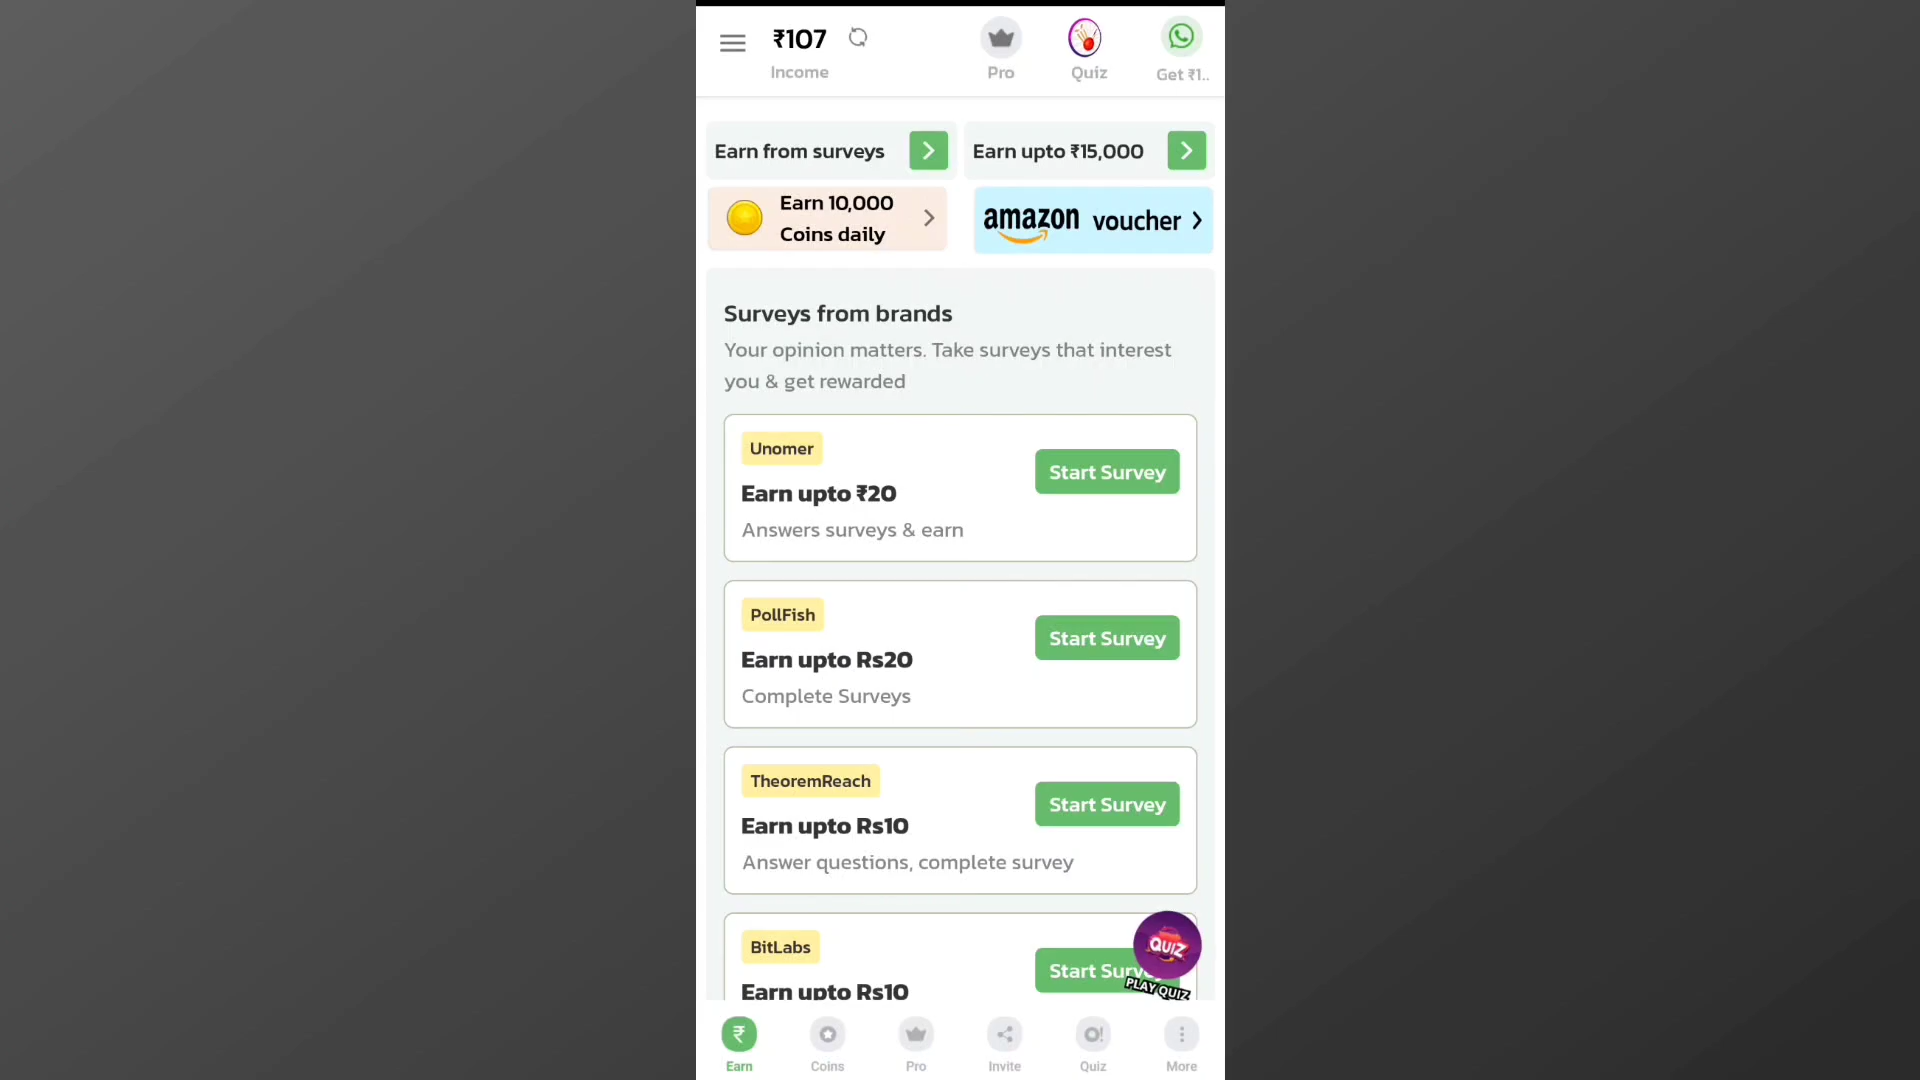 ₹107
Income
Pro
Quiz
Get ₹1..
Earn from surveys
Earn upto ₹15,000
Earn 10,000
Coins daily
amazon voucher
Surveys from brands
Your opinion matters. Take surveys that interest
you & get rewarded
Unomer
Start Survey
Earn upto ₹20
Answers surveys & earn
PollFish
Start Survey
Earn upto Rs20
Complete Surveys
TheoremReach
Start Survey
Earn upto Rs10
Answer questions, complete survey
BitLabs
Start Surve
QUIZ
PLAY QUIZ
Earn upto Rs10
Earn
Coins
Pro
Invite
Quiz
More